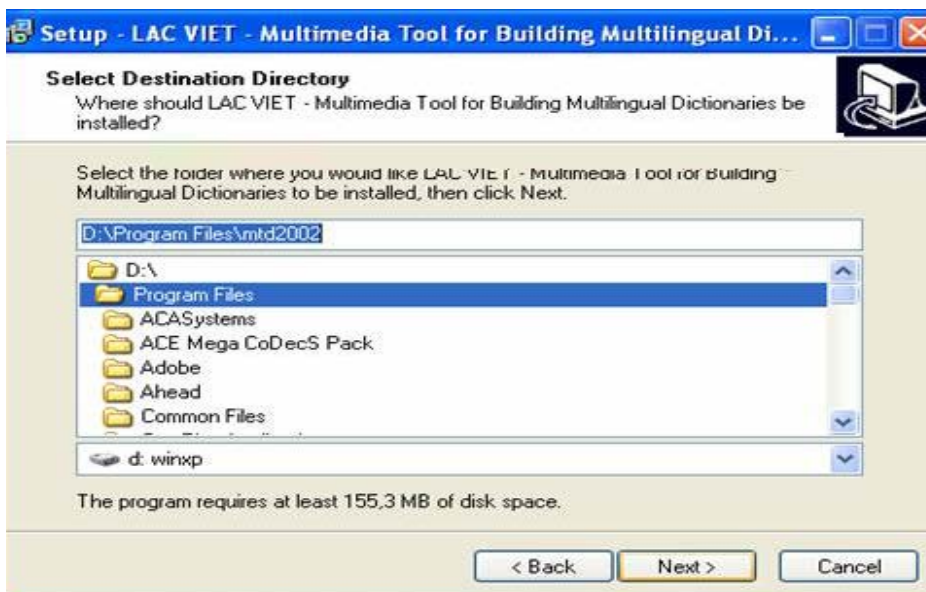 Setup - LAC VIET - Multimedia Tool for Building Multilingual Di...
Select Destination Directory
Where should LAC VIET - Multimedia Tool for Building Multilingual Dictionaries be
installed?
Select the folder where you would like LAC VIET - Multimedia Tool for Building
Multilingual Dictionaries to be installed, then click Next.
D:\Program Files\mtd2002
D:\
Program Files
ACASystems
ACE Mega CoDecS Pack
Adobe
Ahead
Common Files
d: winxp
The program requires at least 155,3 MB of disk space.
< Back
Next >
Cancel